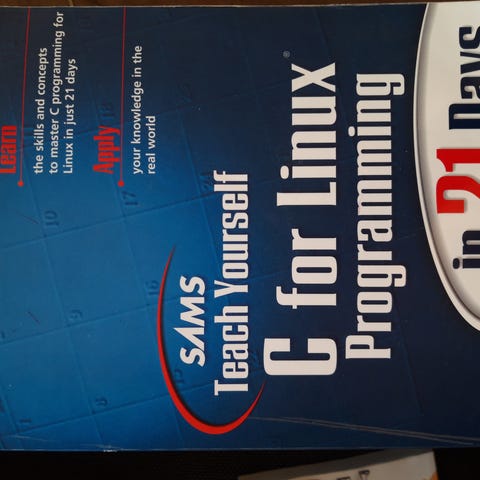 Learn
the skills and concepts
to master C programming for
Linux in just 21 days
Apply
your knowledge in the
real world
SAMS
Teach Yourself
C for Linux®
Programming
in 21 Days